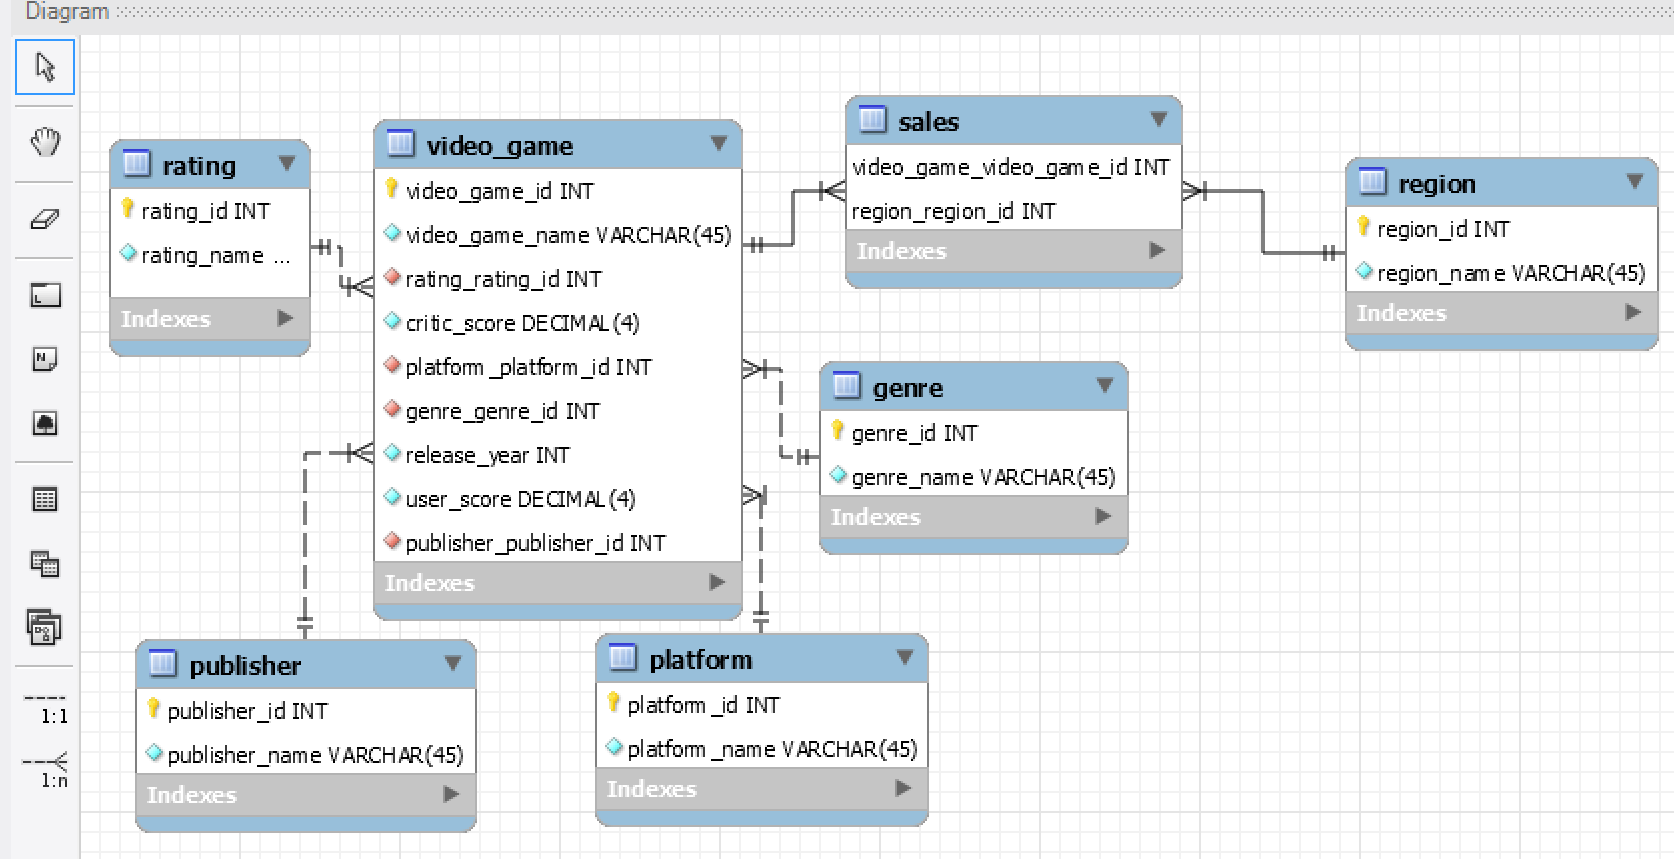 Diagram
rating
rating_id INT
rating_name ...
Indexes
video_game
video_game_id INT
video_game_name VARCHAR(45)
rating_rating_id INT
critic_score DECIMAL(4)
platform_platform_id INT
genre_genre_id INT
release_year INT
user_score DECIMAL(4)
publisher_publisher_id INT
Indexes
sales
video_game_video_game_id INT
region_region_id INT
Indexes
region
region_id INT
region_name VARCHAR(45)
Indexes
genre
genre_id INT
genre_name VARCHAR(45)
Indexes
publisher
publisher_id INT
publisher_name VARCHAR(45)
Indexes
platform
platform_id INT
platform_name VARCHAR(45)
Indexes
N
1:1
1:n